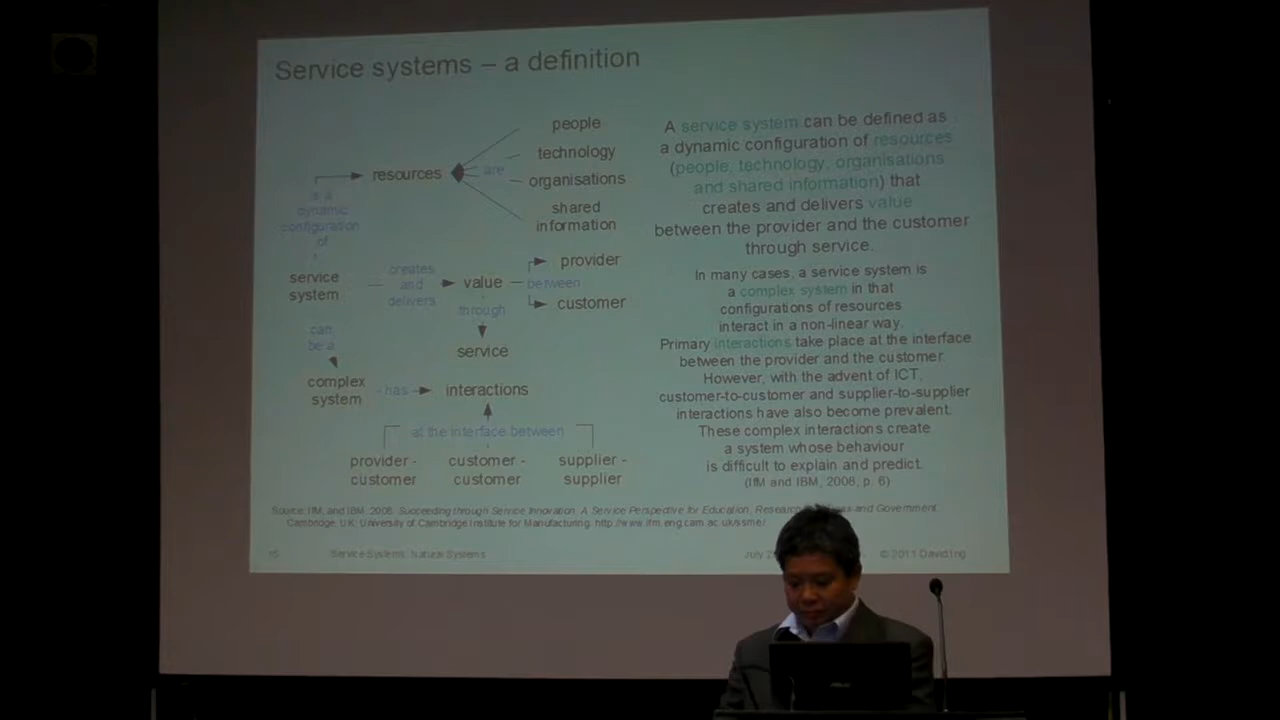 Service systems – a definition
people
technology
organisations
shared
information
resources
are
is a
dynamic
configuration
of
service
system
creates
and
delivers
value
between
provider
customer
through
service
can
be a
complex
system
has
interactions
at the interface between
provider -
customer
customer -
customer
supplier -
supplier
A service system can be defined as
a dynamic configuration of resources
(people, technology, organisations
and shared information) that
creates and delivers value
between the provider and the customer
through service.
In many cases, a service system is
a complex system in that
configurations of resources
interact in a non-linear way.
Primary interactions take place at the interface
between the provider and the customer.
However, with the advent of ICT,
customer-to-customer and supplier-to-supplier
interactions have also become prevalent.
These complex interactions create
a system whose behaviour
is difficult to explain and predict.
(IfM and IBM, 2008, p. 6)
Source: IfM, and IBM, 2008. Succeeding through Service Innovation: A Service Perspective for Education, Research and Government.
Cambridge, UK: University of Cambridge Institute for Manufacturing. http://www.ifm.eng.cam.ac.uk/ssme/
15 Service Systems, Natural Systems July © 2011 David Ing